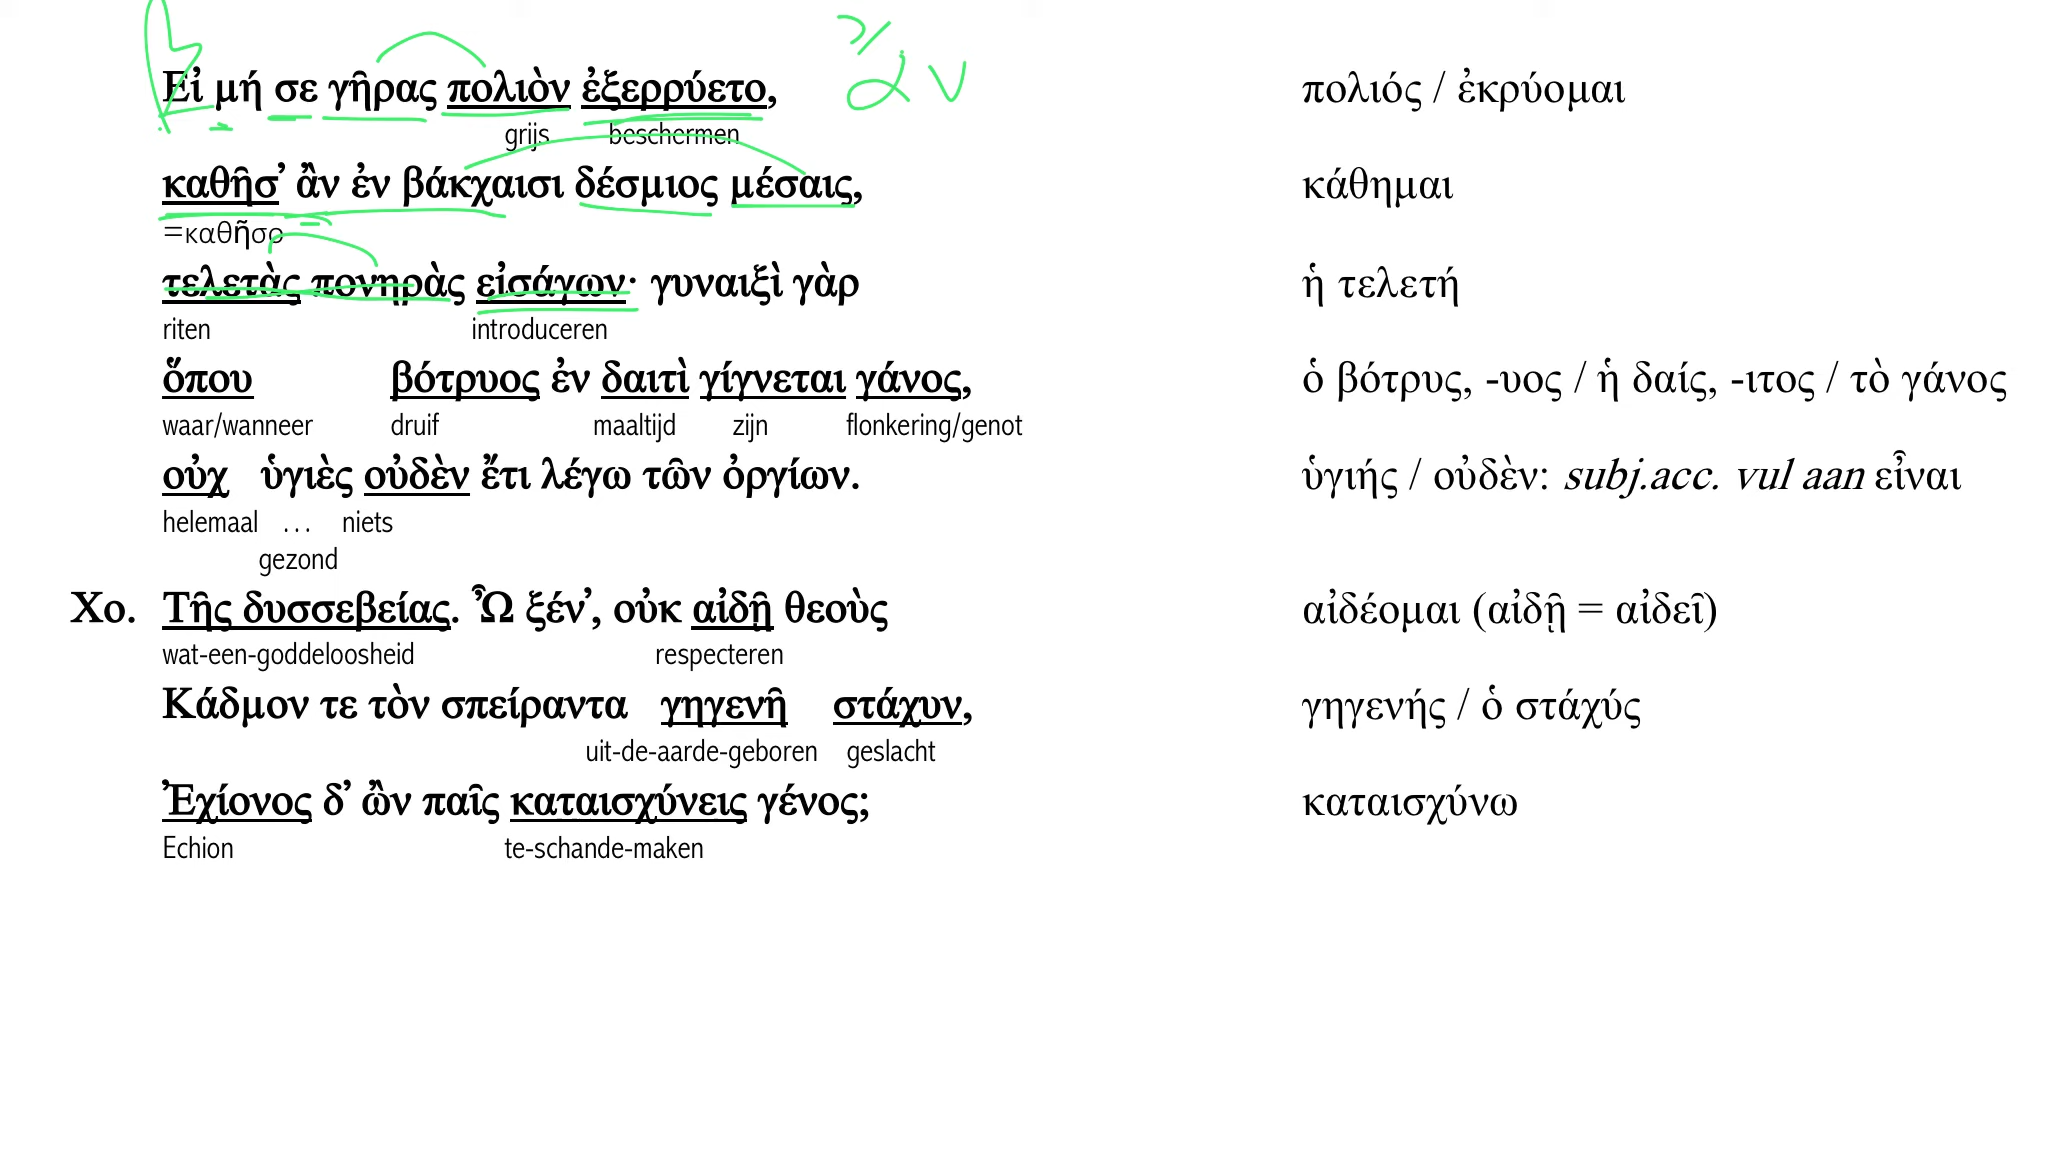 Εἰ μή σε γῆρας πολιὸν ἐξερρύετο, πολιός / ἐκρύομαι
grijs beschermen
ἂν
καθῆσ’ ἂν ἐν βάκχαισι δέσμιος μέσαις, κάθημαι
=καθῆσο
τελετὰς πονηρὰς εἰσάγων· γυναιξὶ γὰρ ἡ τελετή
riten introduceren
ὅπου βότρυος ἐν δαιτὶ γίγνεται γάνος, ὁ βότρυς, -υος / ἡ δαίς, -ιτος / τὸ γάνος
waar/wanneer druif maaltijd zijn flonkering/genot
οὐχ ὑγιὲς οὐδὲν ἔτι λέγω τῶν ὀργίων. ὑγιής / οὐδὲν: subj.acc. vul aan εἶναι
helemaal ... niets
gezond
Χο. Τῆς δυσσεβείας. Ὦ ξέν’, οὐκ αἰδῇ θεοὺς αἰδέομαι (αἰδῇ = αἰδεῖ)
wat-een-goddeloosheid respecteren
Κάδμον τε τὸν σπείραντα γηγενῆ στάχυν, γηγενής / ὁ στάχύς
uit-de-aarde-geboren geslacht
Ἐχίονος δ’ ὢν παῖς καταισχύνεις γένος; καταισχύνω
Echion te-schande-maken